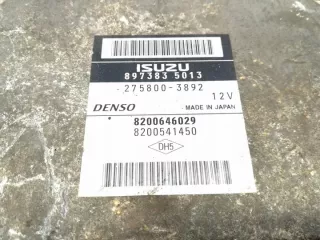 ISUZU
897383 5013
275800-3892
12V
DENSO MADE IN JAPAN
8200646029
8200541450
DH5